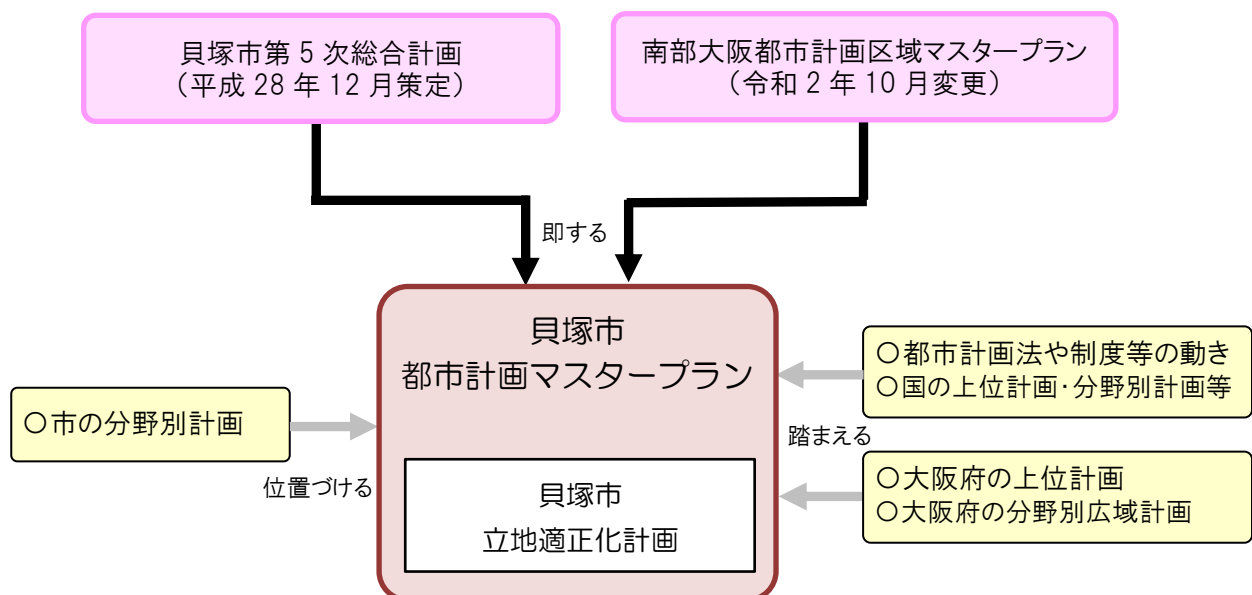 貝塚市第5次総合計画
（平成28年12月策定）
南部大阪都市計画区域マスタープラン
（令和2年10月変更）
即する
貝塚市
都市計画マスタープラン
○都市計画法や制度等の動き
○国の上位計画・分野別計画等
○市の分野別計画
踏まえる
位置づける
貝塚市
立地適正化計画
○大阪府の上位計画
○大阪府の分野別広域計画